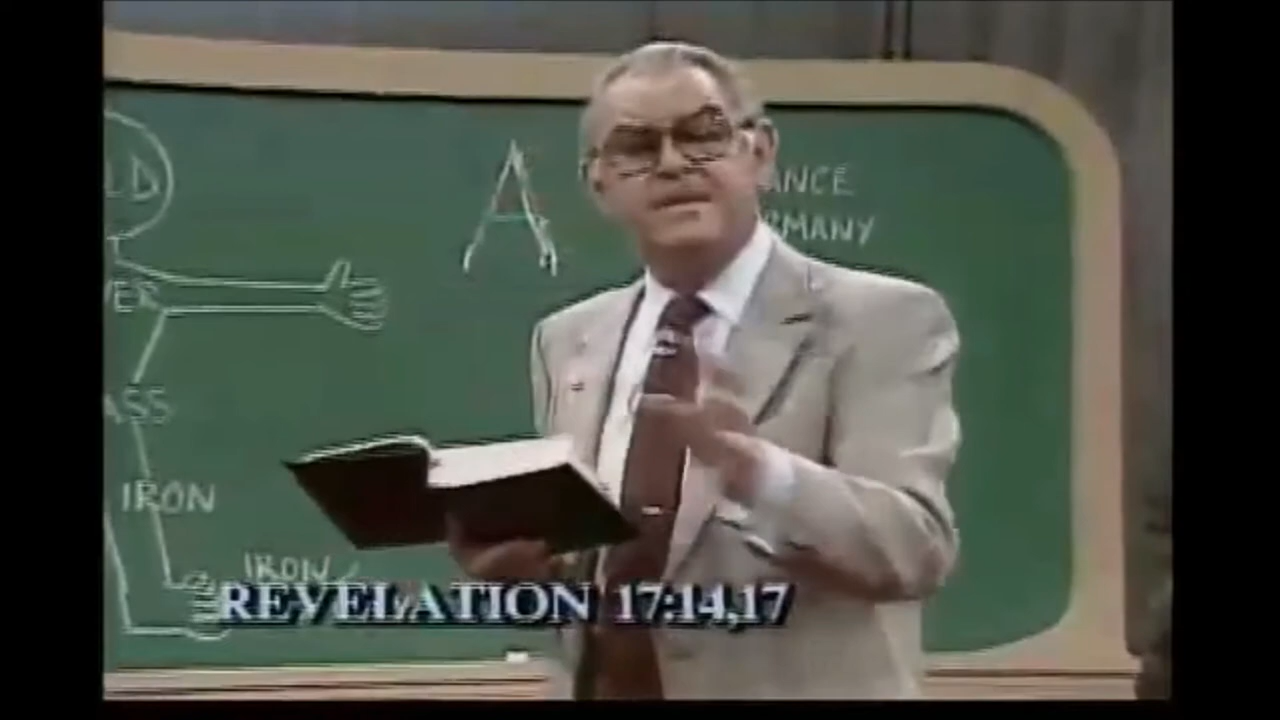 LD
A
ANCE
RMANY
ER
ASS
IRON
IRON
REVELATION 17:14,17